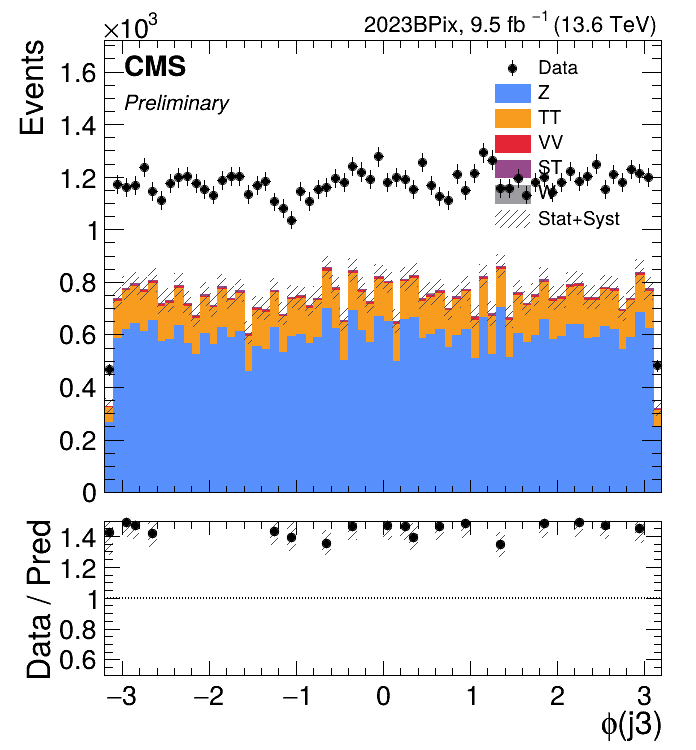 ×10³
2023BPix, 9.5 fb⁻¹ (13.6 TeV)
Events
CMS
Preliminary
Data
Z
TT
VV
ST
W
Stat+Syst
1.6
1.4
1.2
1
0.8
0.6
0.4
0.2
0
Data / Pred
1.4
1.2
1
0.8
0.6
−3 −2 −1 0 1 2 3
ϕ(j3)